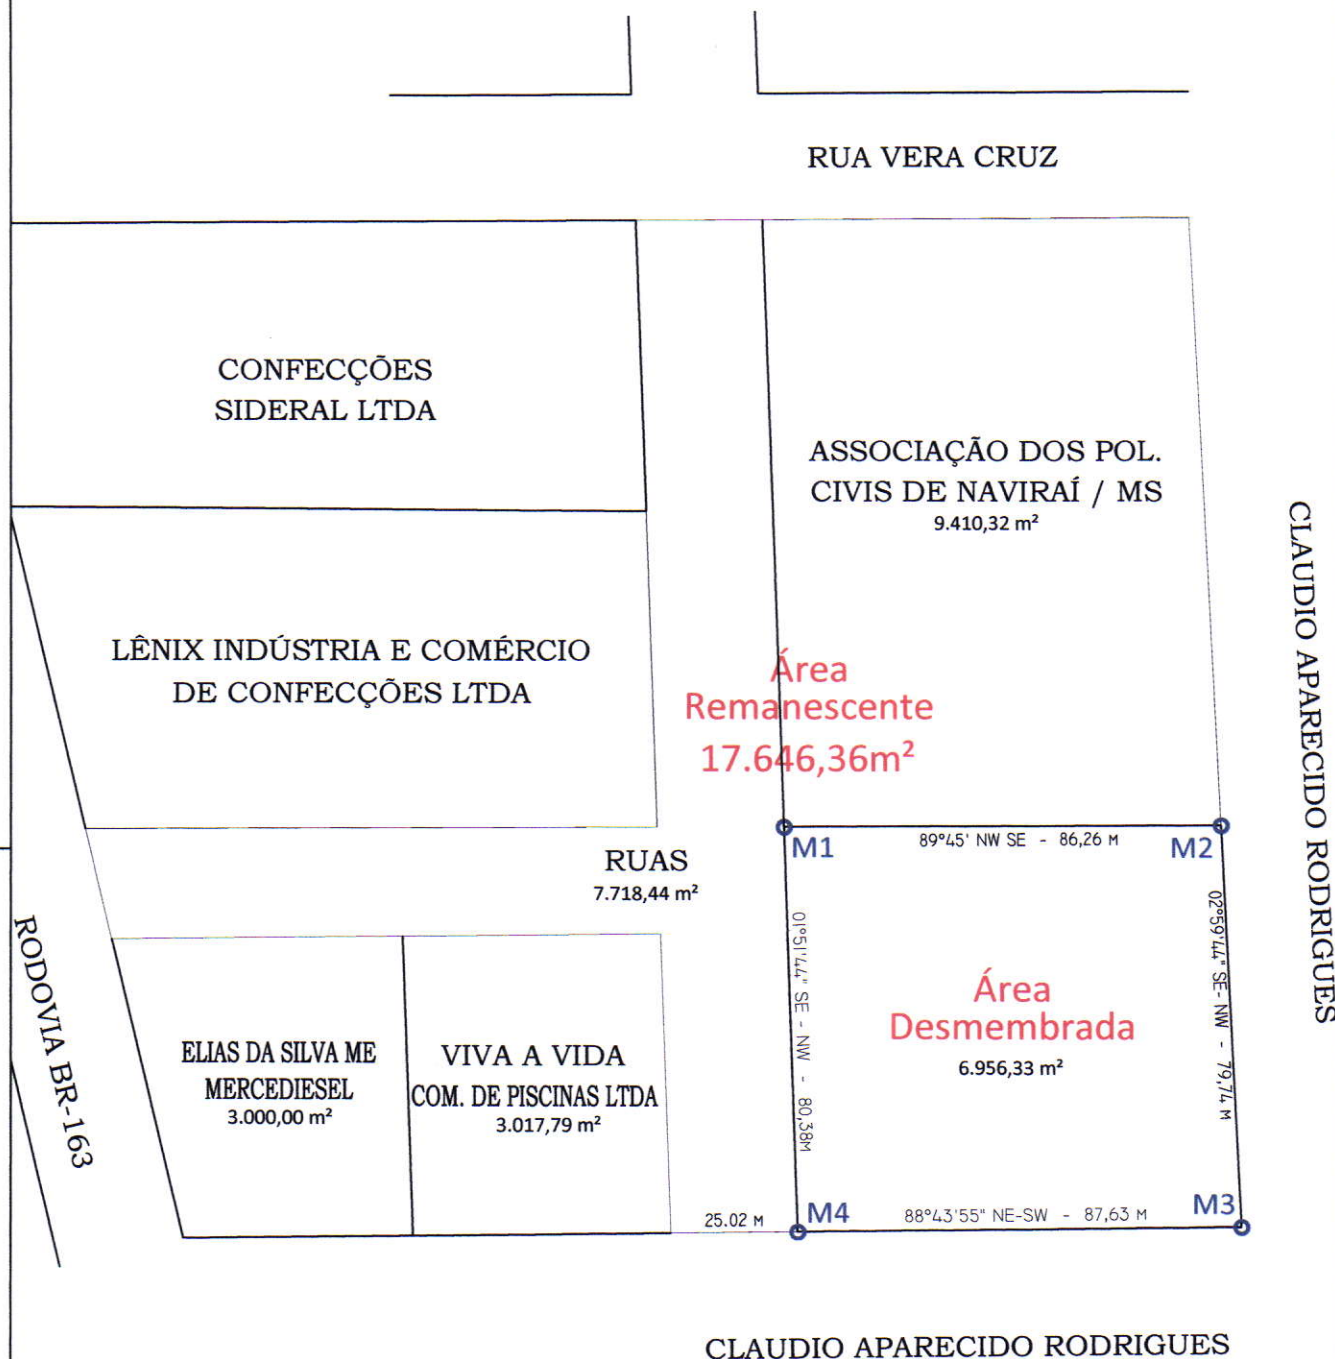 RUA VERA CRUZ
CONFECÇÕES
SIDERAL LTDA
ASSOCIAÇÃO DOS POL.
CIVIS DE NAVIRAÍ / MS
9.410,32 m²
CLAUDIO APARECIDO RODRIGUES
LÊNIX INDÚSTRIA E COMÉRCIO
DE CONFECÇÕES LTDA
Área
Remanescente
17.646,36m²
M1
89°45' NW SE - 86,26 M
M2
RUAS
7.718,44 m²
RODOVIA BR-163
01°51'44" SE - NW - 80,38M
02°59'44" SE-NW - 79,74 M
Área
Desmembrada
6.956,33 m²
ELIAS DA SILVA ME
MERCEDIESEL
3.000,00 m²
VIVA A VIDA
COM. DE PISCINAS LTDA
3.017,79 m²
25.02 M
M4
88°43'55" NE-SW - 87,63 M
M3
CLAUDIO APARECIDO RODRIGUES